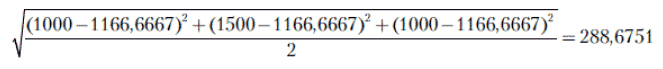 √(((1000−1166,6667)² + (1500−1166,6667)² + (1000−1166,6667)²) / 2) = 288,6751